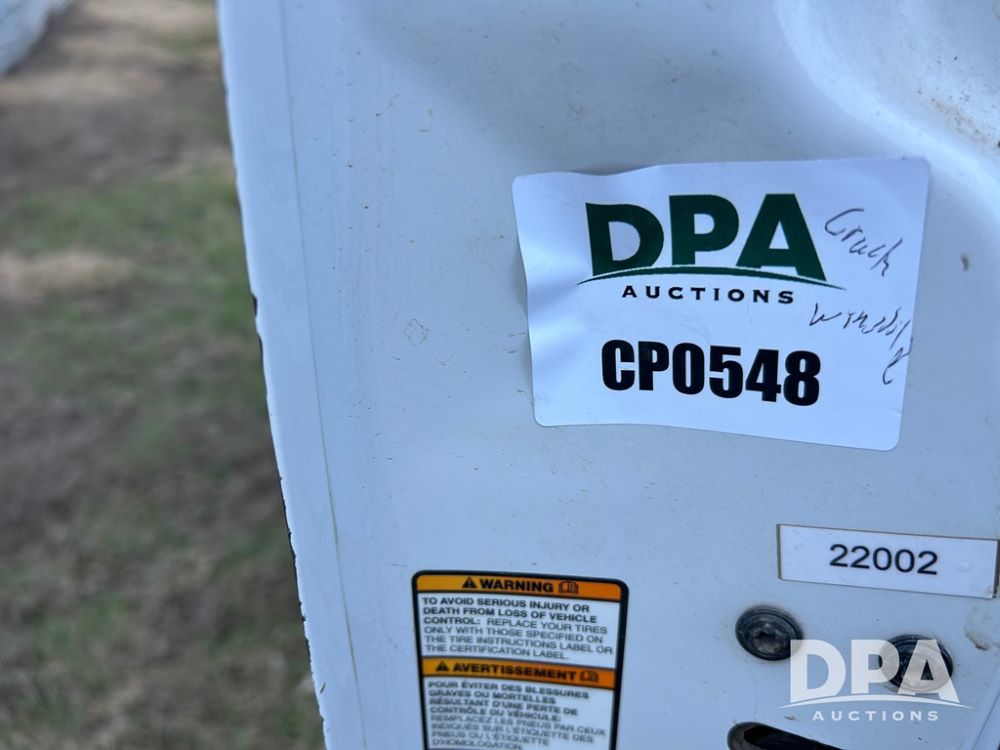 DPA
AUCTIONS
Crack
CP0548
22002
WARNING
TO AVOID SERIOUS INJURY OR
DEATH FROM LOSS OF VEHICLE
CONTROL: REPLACE YOUR TIRES
ONLY WITH THOSE SPECIFIED ON
THE TIRE INSTRUCTIONS LABEL OR
THE CERTIFICATION LABEL.
AVERTISSEMENT
POUR ÉVITER DES BLESSURES
GRAVES OU MORTELLES
RÉSULTANT D'UNE PERTE DE
CONTRÔLE DU VÉHICULE:
REMPLACEZ LES PNEUS PAR CEUX
INDIQUÉS SUR L'ÉTIQUETTE DES
PNEUS OU L'ÉTIQUETTE
D'HOMOLOGATION.
DPA
AUCTIONS